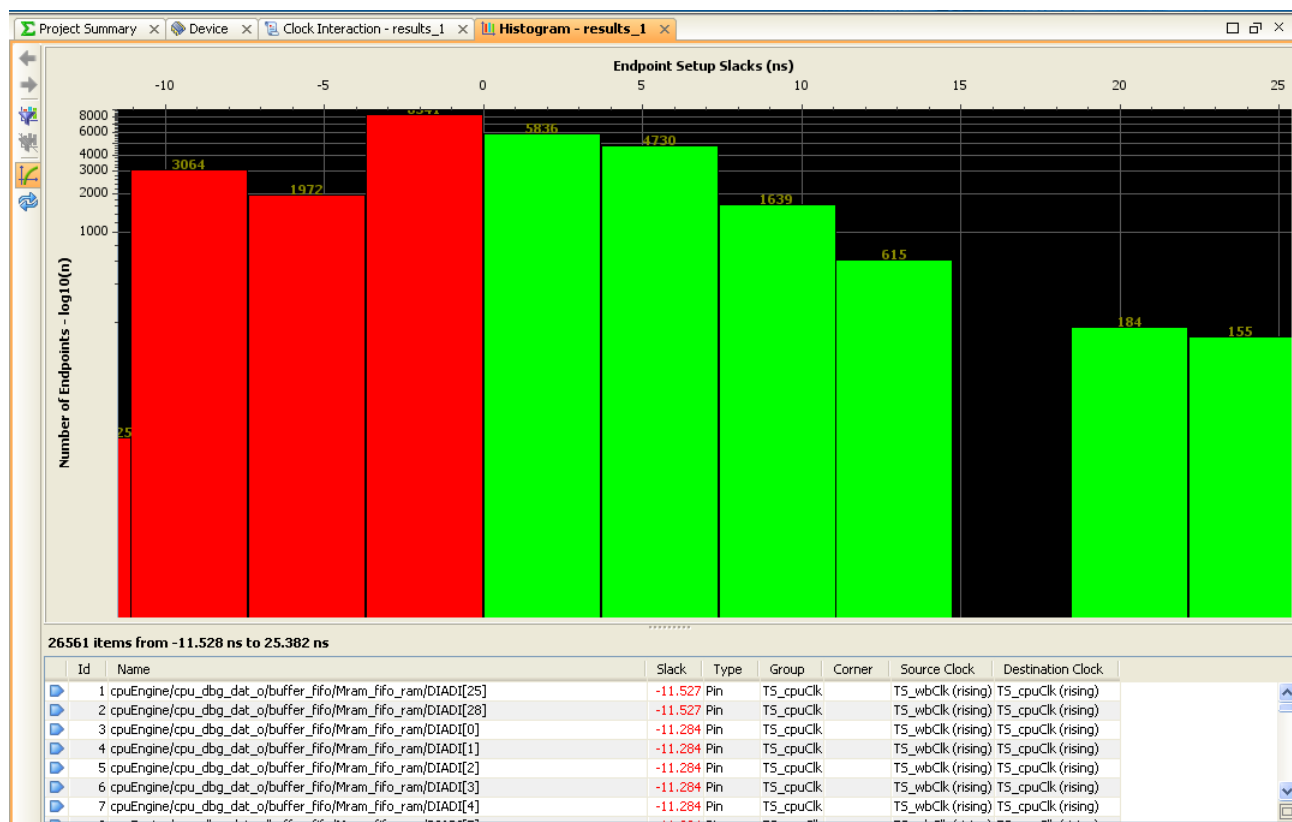 Project Summary Device Clock Interaction - results_1 Histogram - results_1
Endpoint Setup Slacks (ns)
-10 -5 0 5 10 15 20 25
Number of Endpoints - log10(n)
8000
6000
4000
3000
2000
1000
25
3064
1972
8341
5836
4730
1639
615
184
155
26561 items from -11.528 ns to 25.382 ns
Id Name Slack Type Group Corner Source Clock Destination Clock
1 cpuEngine/cpu_dbg_dat_o/buffer_fifo/Mram_fifo_ram/DIADI[25] -11.527 Pin TS_cpuClk TS_wbClk (rising) TS_cpuClk (rising)
2 cpuEngine/cpu_dbg_dat_o/buffer_fifo/Mram_fifo_ram/DIADI[28] -11.527 Pin TS_cpuClk TS_wbClk (rising) TS_cpuClk (rising)
3 cpuEngine/cpu_dbg_dat_o/buffer_fifo/Mram_fifo_ram/DIADI[0] -11.284 Pin TS_cpuClk TS_wbClk (rising) TS_cpuClk (rising)
4 cpuEngine/cpu_dbg_dat_o/buffer_fifo/Mram_fifo_ram/DIADI[1] -11.284 Pin TS_cpuClk TS_wbClk (rising) TS_cpuClk (rising)
5 cpuEngine/cpu_dbg_dat_o/buffer_fifo/Mram_fifo_ram/DIADI[2] -11.284 Pin TS_cpuClk TS_wbClk (rising) TS_cpuClk (rising)
6 cpuEngine/cpu_dbg_dat_o/buffer_fifo/Mram_fifo_ram/DIADI[3] -11.284 Pin TS_cpuClk TS_wbClk (rising) TS_cpuClk (rising)
7 cpuEngine/cpu_dbg_dat_o/buffer_fifo/Mram_fifo_ram/DIADI[4] -11.284 Pin TS_cpuClk TS_wbClk (rising) TS_cpuClk (rising)